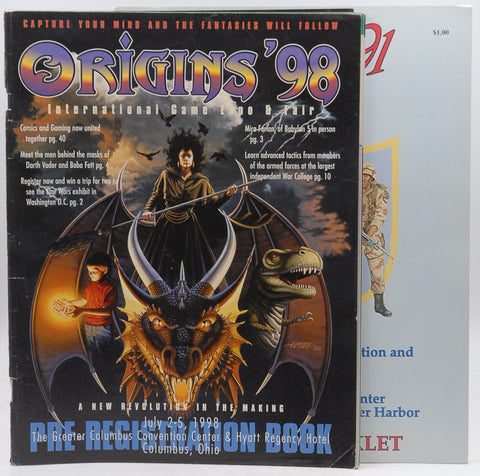 CAPTURE YOUR MIND AND THE FANTASIES WILL FOLLOW
ORIGINS '98
International Game Expo & Fair
Comics and Gaming now united
together pg. 40
Meet the men behind the masks of
Darth Vader and Boba Fett pg. 4
Register now and win a trip for two to
see the Star Wars exhibit in
Washington D.C. pg. 2
Mira Furlan, of Babylon 5 in person
pg. 3
Learn advanced tactics from members
of the armed forces at the largest
independent War College pg. 10
A NEW REVOLUTION IN THE MAKING
July 2-5, 1998
PRE REGISTRATION BOOK
The Greater Columbus Convention Center & Hyatt Regency Hotel
Columbus, Ohio
91
$1.00
tion and
nter
er Harbor
KLET